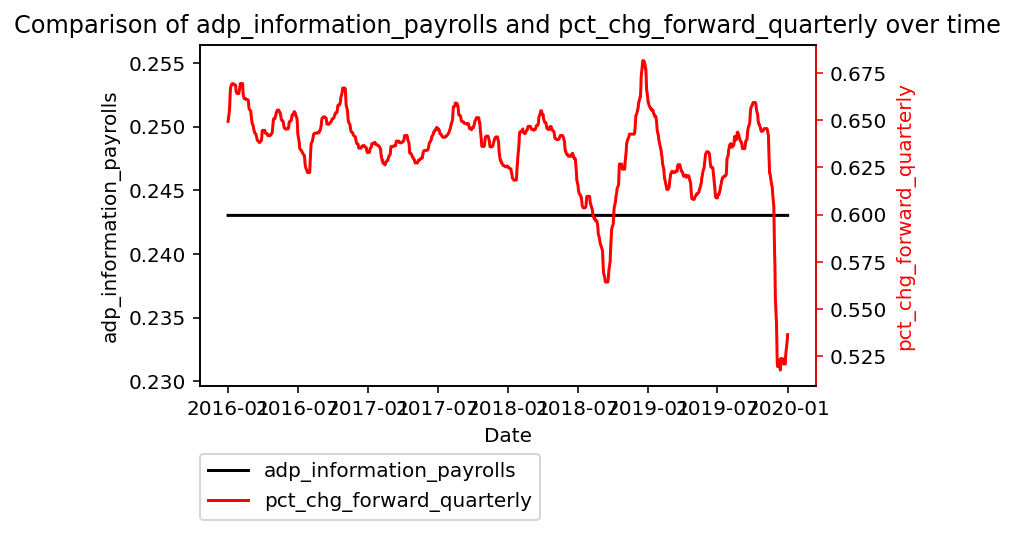 Comparison of adp_information_payrolls and pct_chg_forward_quarterly over time
0.255
0.250
0.245
0.240
0.235
0.230
adp_information_payrolls
0.675
0.650
0.625
0.600
0.575
0.550
0.525
pct_chg_forward_quarterly
2016-01 2016-07 2017-01 2017-07 2018-01 2018-07 2019-01 2019-07 2020-01
Date
adp_information_payrolls
pct_chg_forward_quarterly